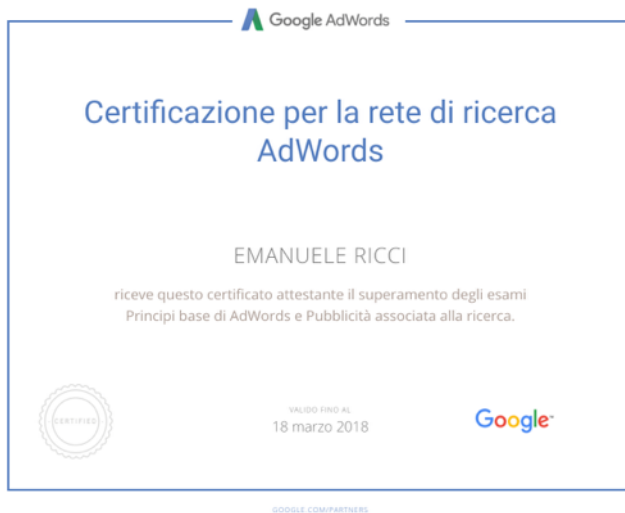 Google AdWords
Certificazione per la rete di ricerca
AdWords
EMANUELE RICCI
riceve questo certificato attestante il superamento degli esami
Principi base di AdWords e Pubblicità associata alla ricerca.
CERTIFIED
VALIDO FINO AL
18 marzo 2018
Google™
GOOGLE.COM/PARTNERS